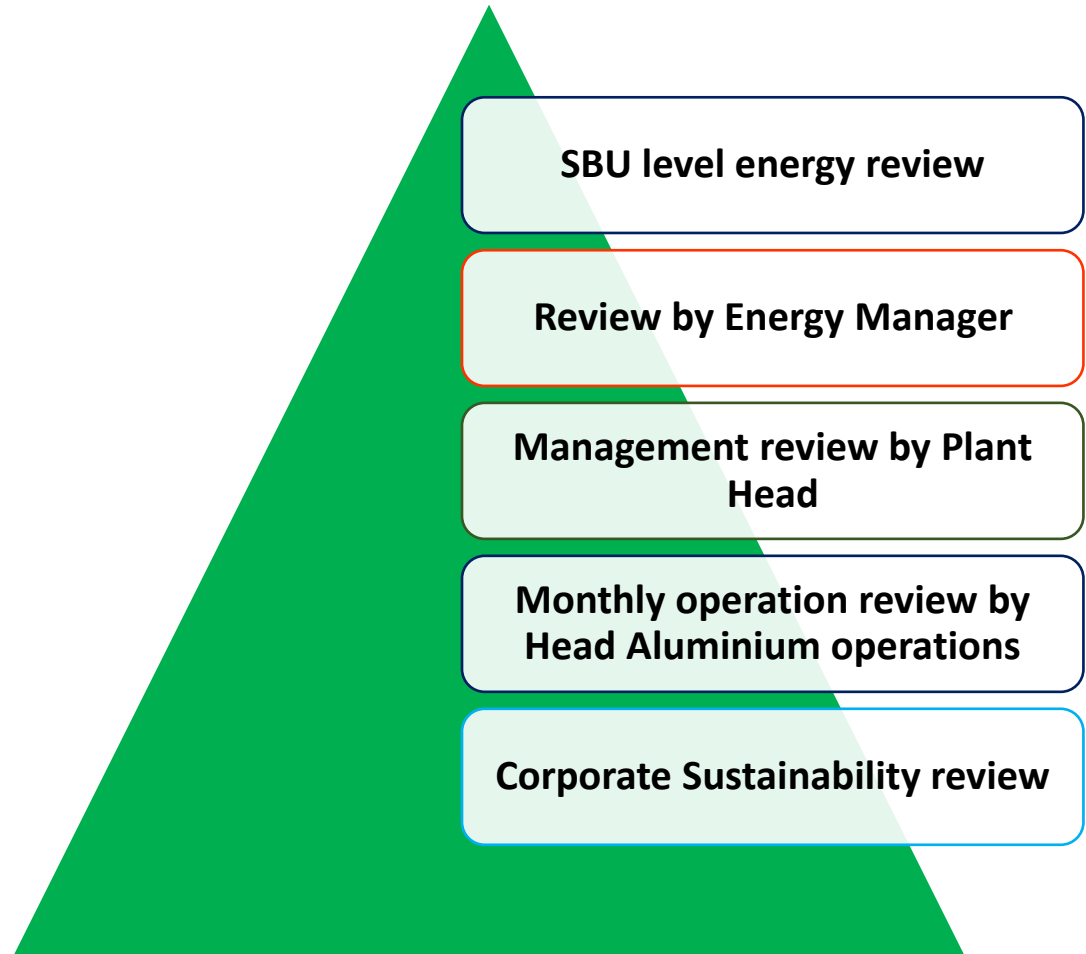 SBU level energy review
Review by Energy Manager
Management review by Plant
Head
Monthly operation review by
Head Aluminium operations
Corporate Sustainability review